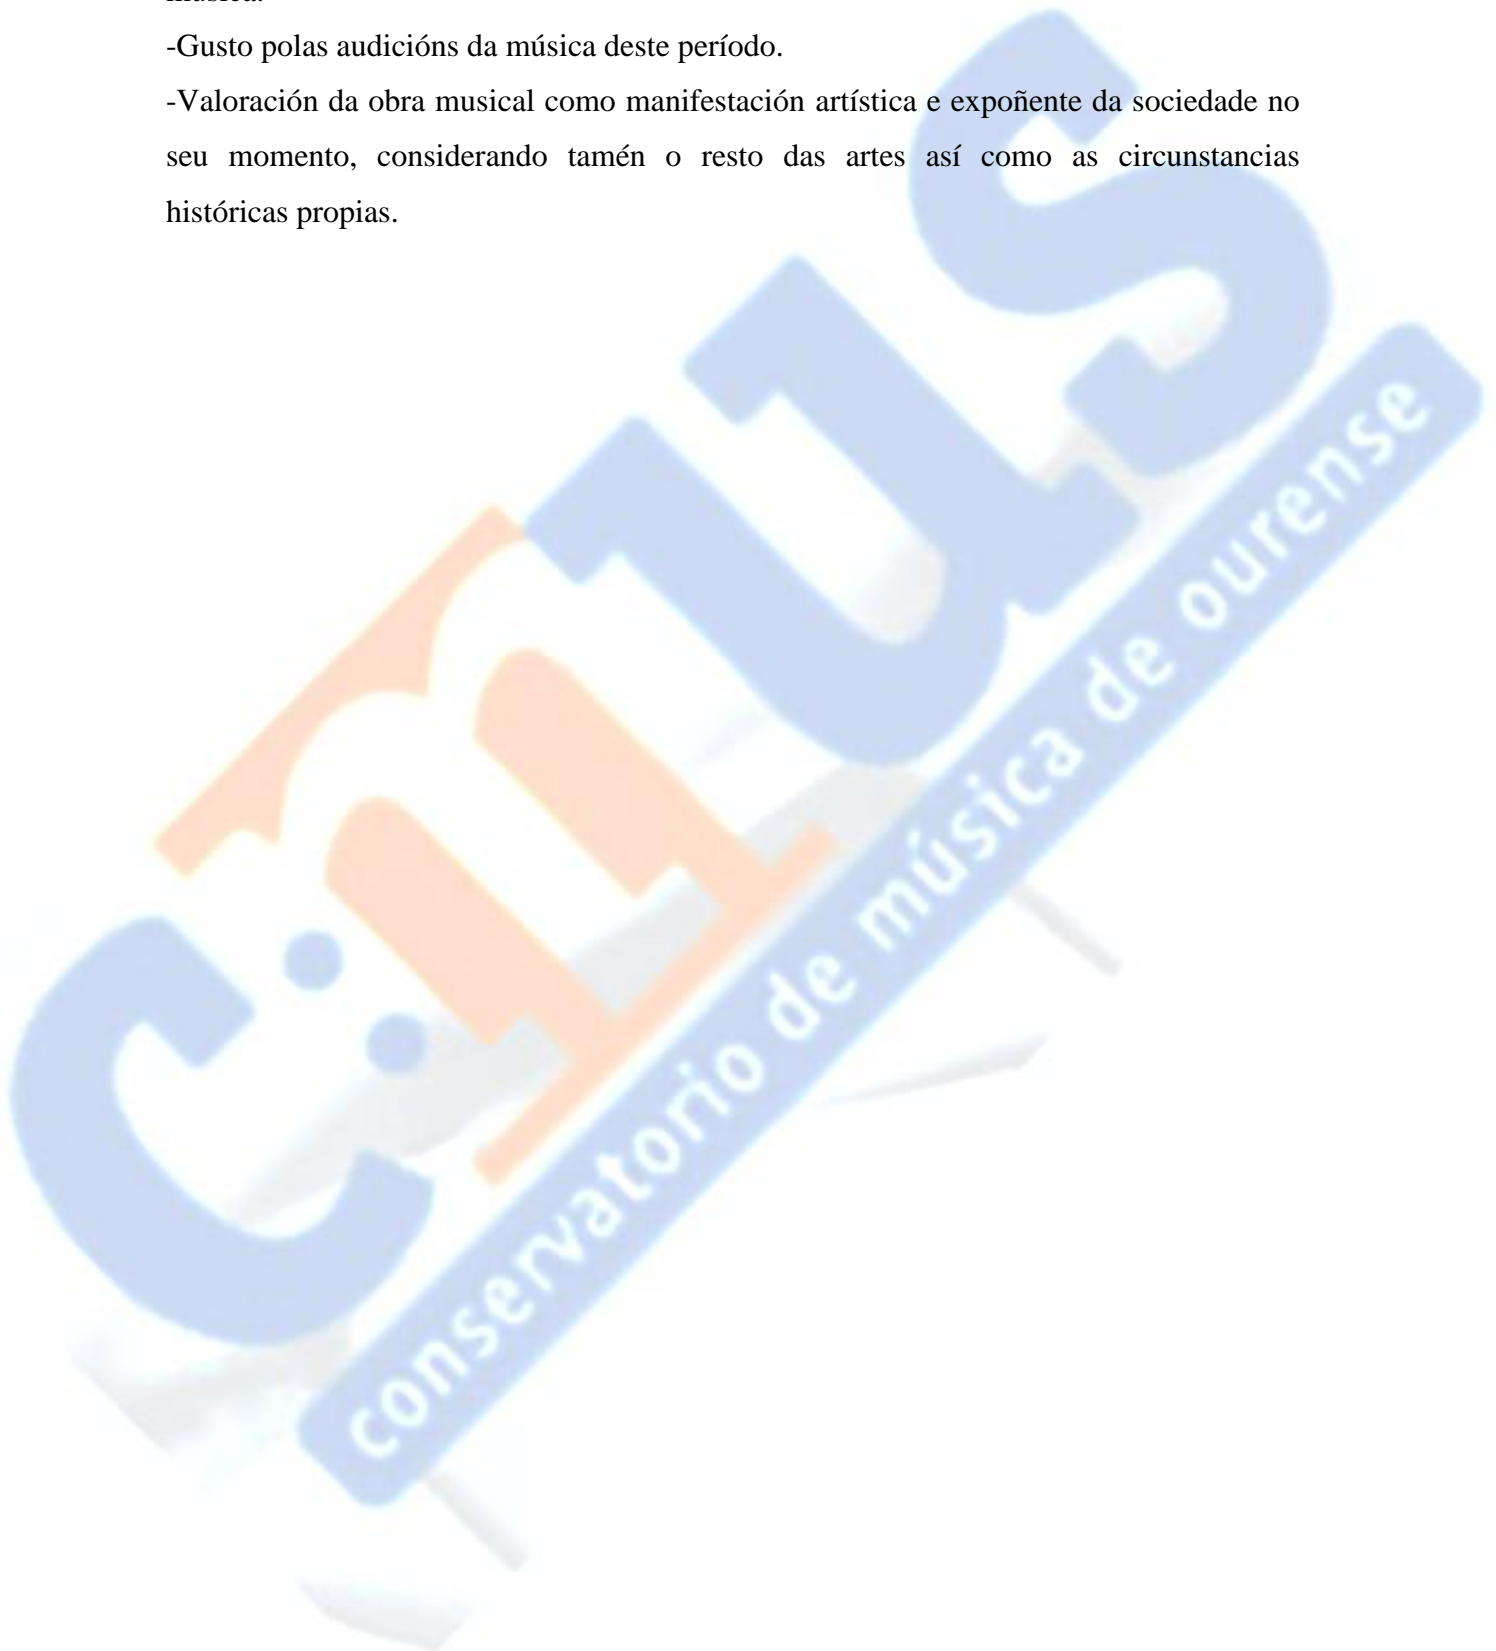 música.
-Gusto polas audicións da música deste período.
-Valoración da obra musical como manifestación artística e expoñente da sociedade no
seu momento, considerando tamén o resto das artes así como as circunstancias
históricas propias.
cmus
conservatorio de música de ourense